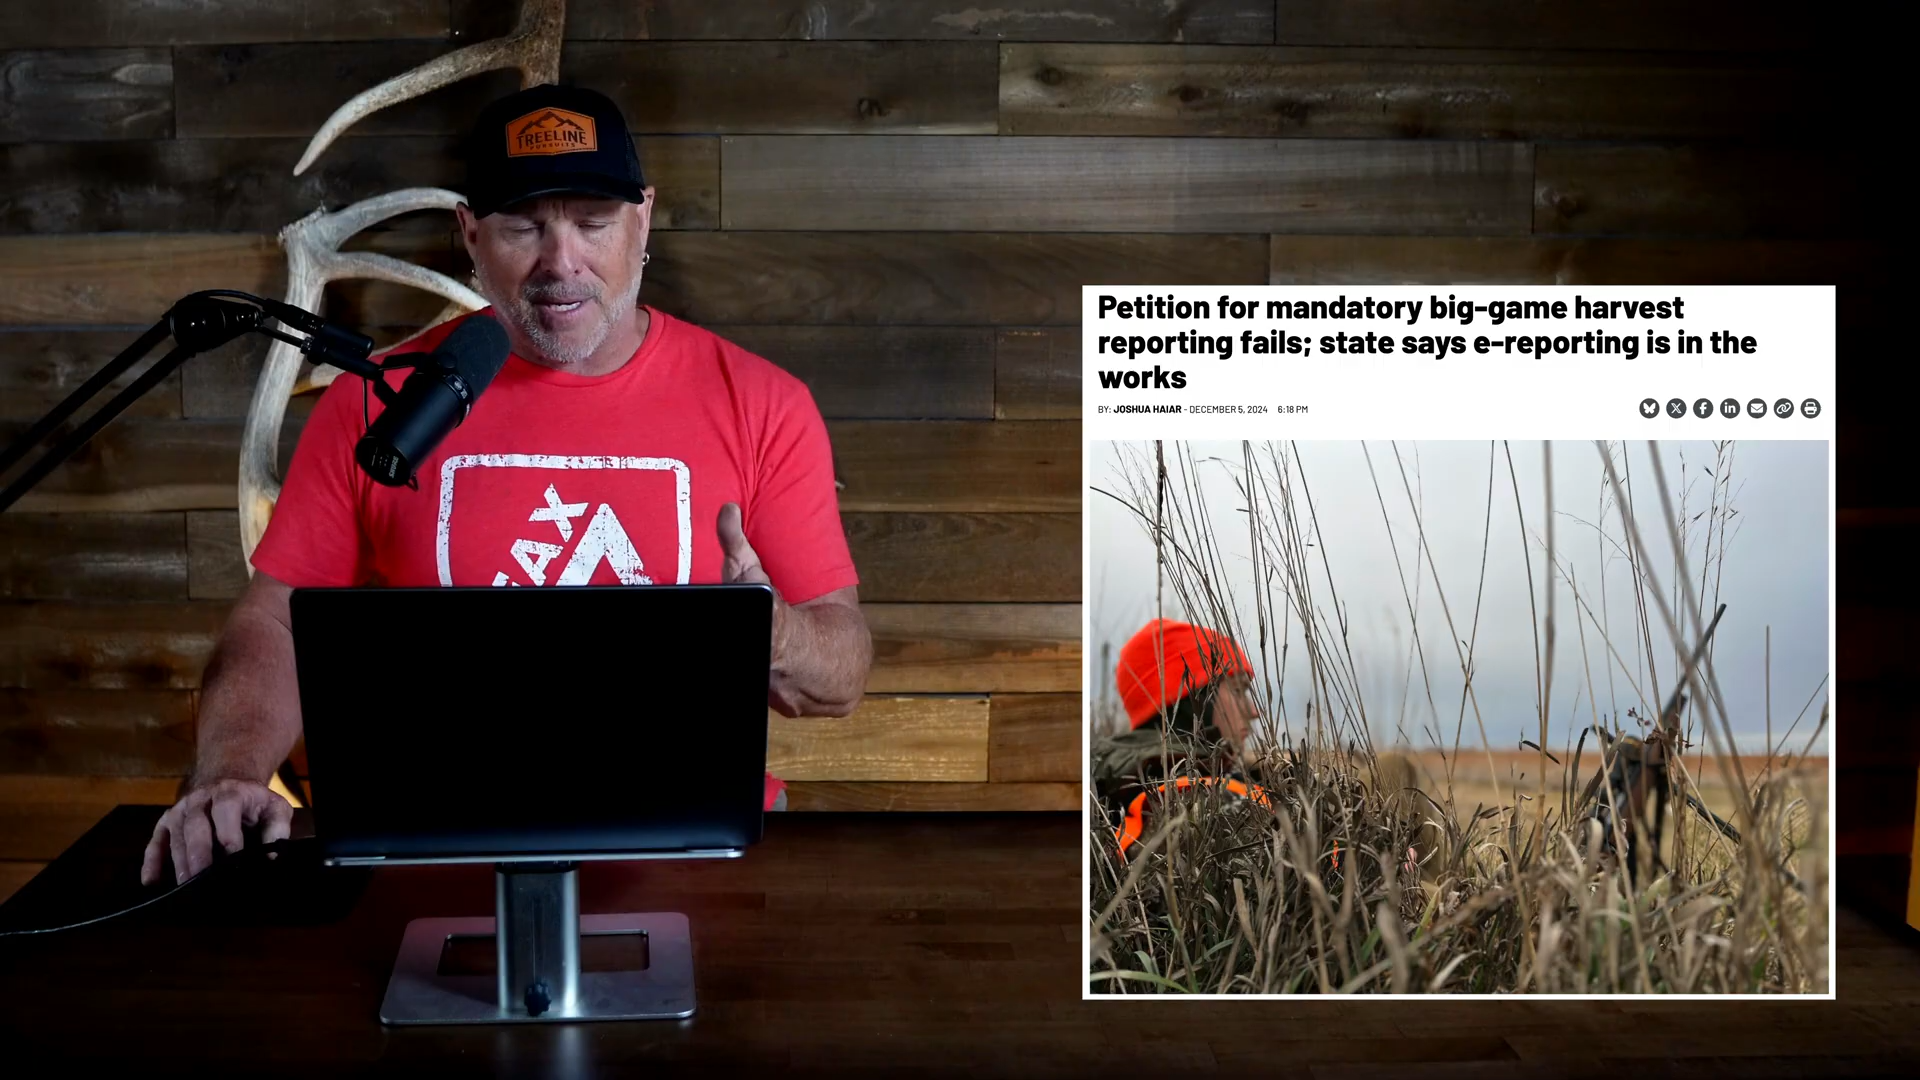 TREELINE
PURSUITS
Petition for mandatory big-game harvest
reporting fails; state says e-reporting is in the
works
BY: JOSHUA HAIAR - DECEMBER 5, 2024 6:18 PM